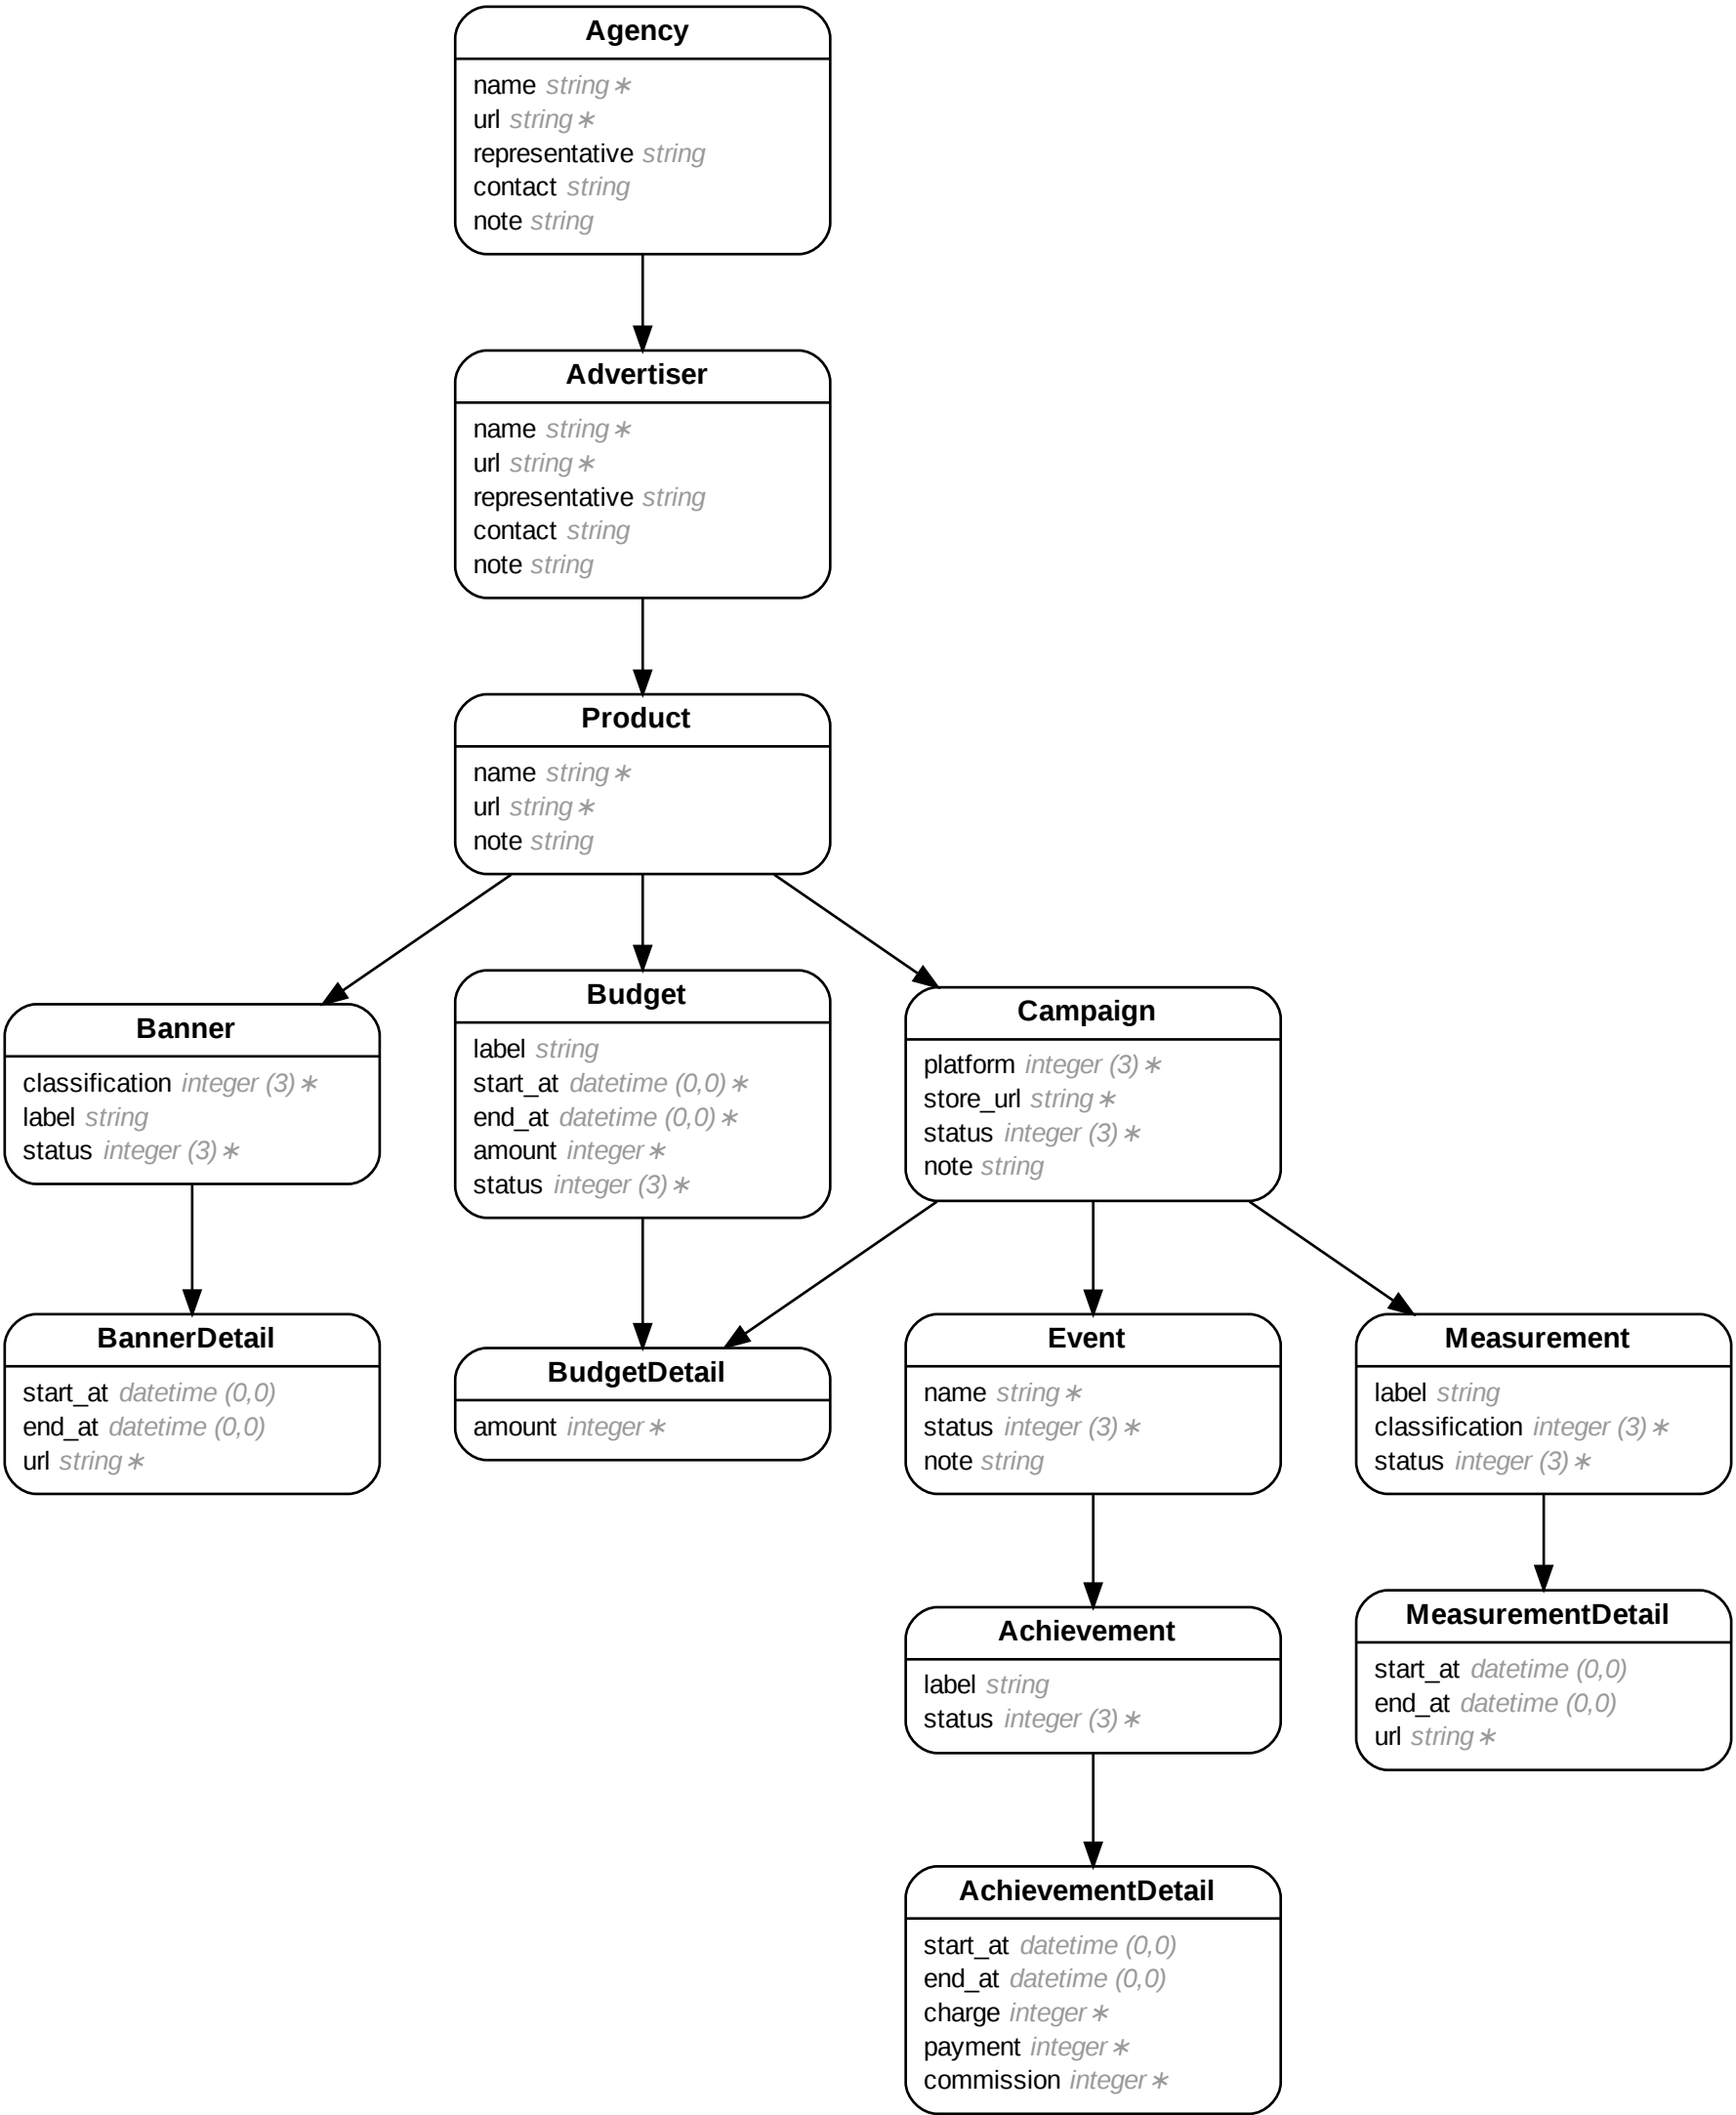 Agency
name string∗
url string∗
representative string
contact string
note string
Advertiser
name string∗
url string∗
representative string
contact string
note string
Product
name string∗
url string∗
note string
Banner
classification integer (3)∗
label string
status integer (3)∗
Budget
label string
start_at datetime (0,0)∗
end_at datetime (0,0)∗
amount integer∗
status integer (3)∗
Campaign
platform integer (3)∗
store_url string∗
status integer (3)∗
note string
BannerDetail
start_at datetime (0,0)
end_at datetime (0,0)
url string∗
BudgetDetail
amount integer∗
Event
name string∗
status integer (3)∗
note string
Measurement
label string
classification integer (3)∗
status integer (3)∗
Achievement
label string
status integer (3)∗
MeasurementDetail
start_at datetime (0,0)
end_at datetime (0,0)
url string∗
AchievementDetail
start_at datetime (0,0)
end_at datetime (0,0)
charge integer∗
payment integer∗
commission integer∗